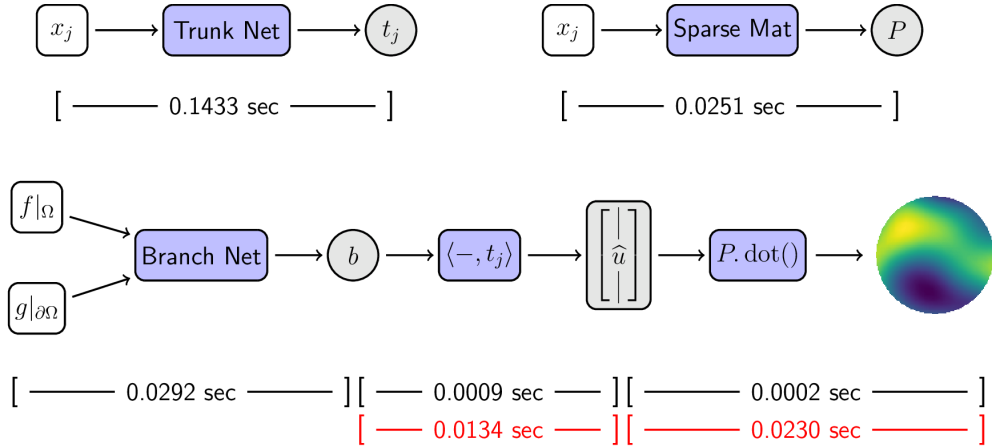 x_j Trunk Net t_j x_j Sparse Mat P
[ 0.1433 sec ] [ 0.0251 sec ]
f|_Ω
Branch Net b ⟨−, t_j⟩ [ | û | ] P. dot()
g|_∂Ω
[ 0.0292 sec ] [ 0.0009 sec ] [ 0.0002 sec ]
[ 0.0134 sec ] [ 0.0230 sec ]